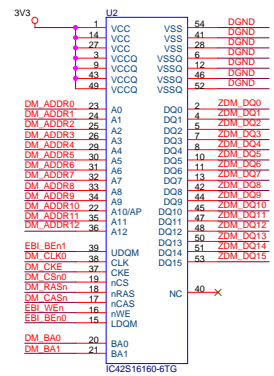 3V3
U2
1 VCC VSS 54 DGND
14 VCC VSS 41 DGND
27 VCC VSS 28 DGND
3 VCCQ VSSQ 6 DGND
9 VCCQ VSSQ 12 DGND
43 VCCQ VSSQ 46 DGND
49 VCCQ VSSQ 52 DGND
DM_ADDR0 23 A0 DQ0 2 ZDM_DQ0
DM_ADDR1 24 A1 DQ1 4 ZDM_DQ1
DM_ADDR2 25 A2 DQ2 5 ZDM_DQ2
DM_ADDR3 26 A3 DQ3 7 ZDM_DQ3
DM_ADDR4 29 A4 DQ4 8 ZDM_DQ4
DM_ADDR5 30 A5 DQ5 10 ZDM_DQ5
DM_ADDR6 31 A6 DQ6 11 ZDM_DQ6
DM_ADDR7 32 A7 DQ7 13 ZDM_DQ7
DM_ADDR8 33 A8 DQ8 42 ZDM_DQ8
DM_ADDR9 34 A9 DQ9 44 ZDM_DQ9
DM_ADDR10 22 A10/AP DQ10 45 ZDM_DQ10
DM_ADDR11 35 A11 DQ11 47 ZDM_DQ11
DM_ADDR12 36 A12 DQ12 48 ZDM_DQ12
DQ13 50 ZDM_DQ13
EBI_BEn1 39 UDQM DQ14 51 ZDM_DQ14
DM_CLK0 38 CLK DQ15 53 ZDM_DQ15
DM_CKE 37 CKE
DM_CSn0 19 nCS
DM_RASn 18 nRAS NC 40
DM_CASn 17 nCAS
EBI_WEn 16 nWE
EBI_BEn0 15 LDQM
DM_BA0 20 BA0
DM_BA1 21 BA1
IC42S16160-6TG